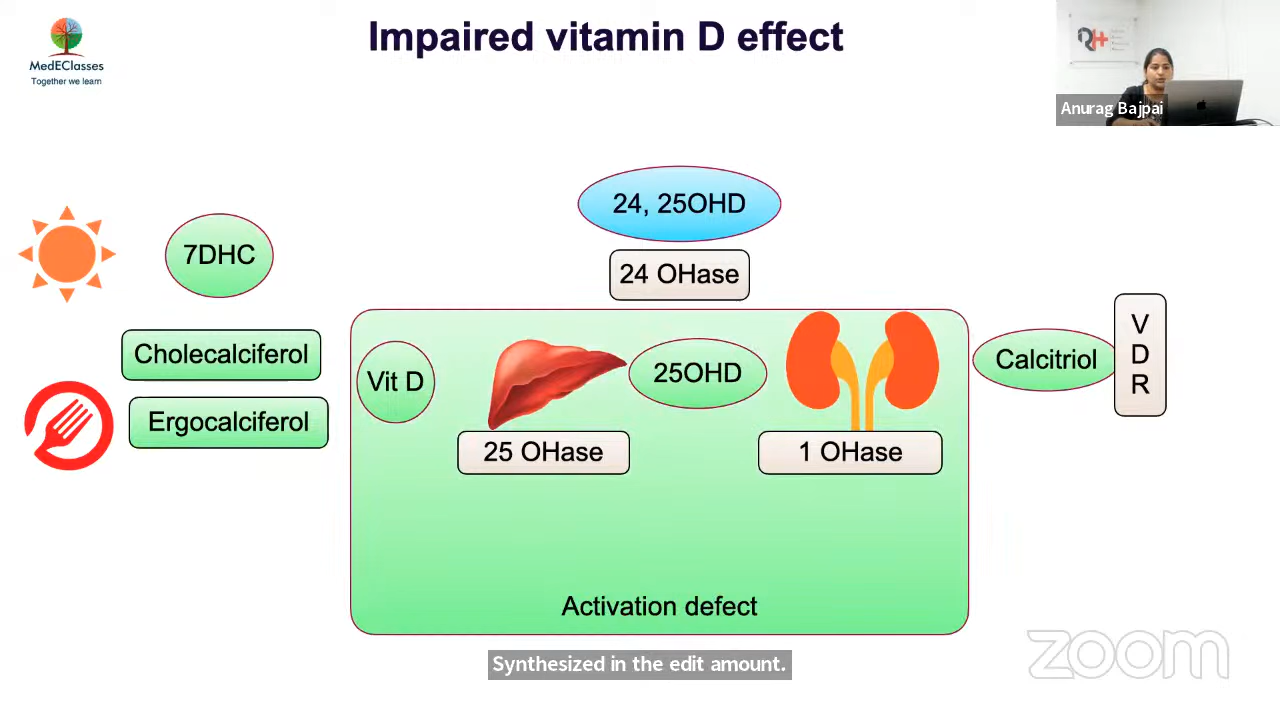 Impaired vitamin D effect
MedEClasses
Together we learn
Anurag Bajpai
24, 25OHD
24 OHase
7DHC
Cholecalciferol
Ergocalciferol
Vit D
25OHD
25 OHase
1 OHase
Calcitriol
V
D
R
Activation defect
Synthesized in the edit amount.
zoom